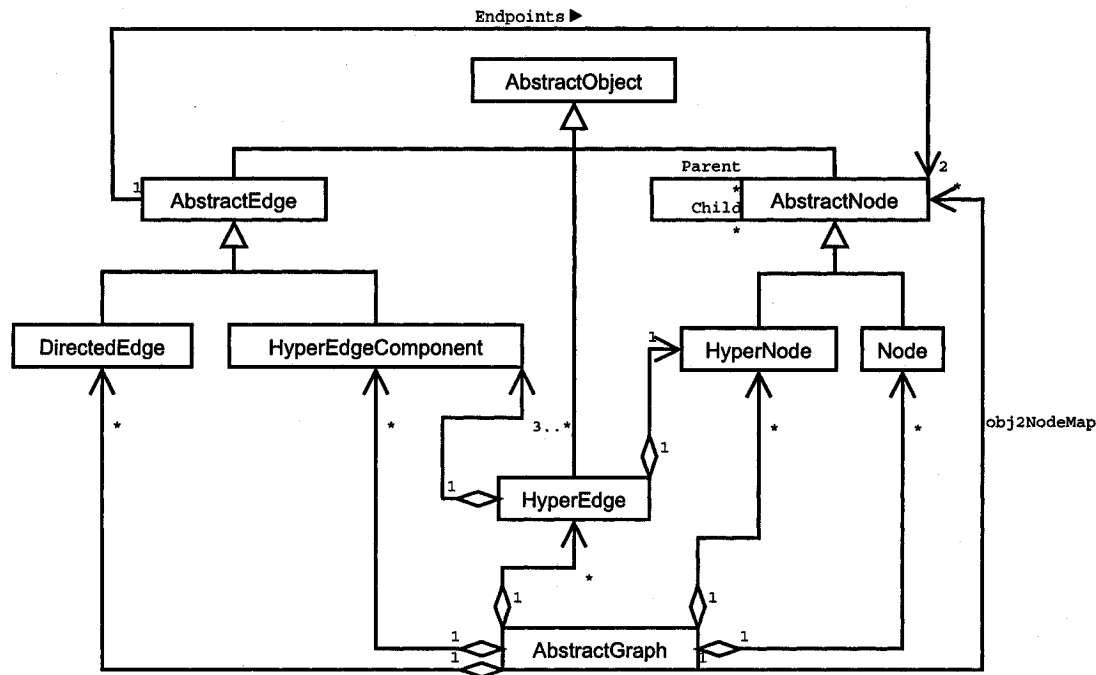 Endpoints ▶
AbstractObject
Parent
1
2
AbstractEdge
*
AbstractNode
*
Child
*
DirectedEdge
HyperEdgeComponent
1
HyperNode
Node
*
*
3..*
*
*
obj2NodeMap
1
1
HyperEdge
*
1
1
1
1
AbstractGraph
1
1